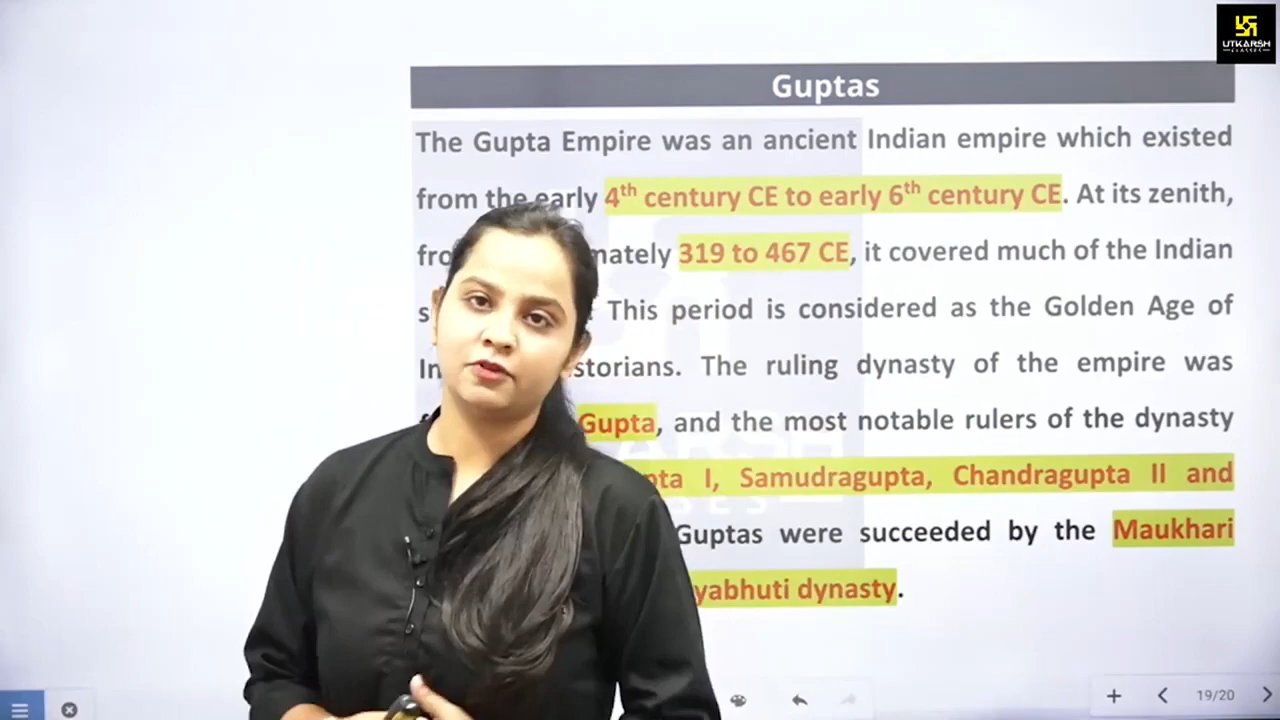 UTKARSH
CLASSES
Guptas
The Gupta Empire was an ancient Indian empire which existed
from the early 4th century CE to early 6th century CE. At its zenith,
319 to 467 CE, it covered much of the Indian
This period is considered as the Golden Age of
The ruling dynasty of the empire was
Gupta, and the most notable rulers of the dynasty
I, Samudragupta, Chandragupta II and
Guptas were succeeded by the Maukhari
dynasty.
19/20